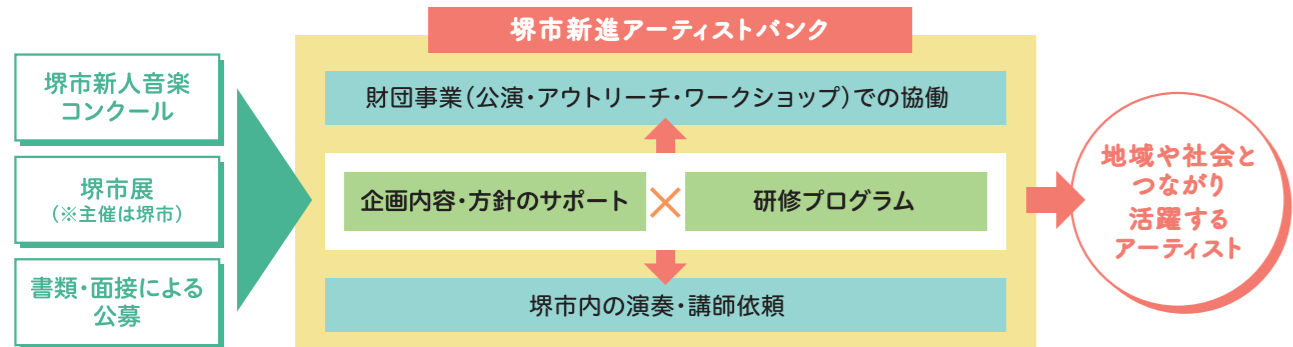 堺市新進アーティストバンク
堺市新人音楽
コンクール
堺市展
(※主催は堺市)
書類・面接による
公募
財団事業(公演・アウトリーチ・ワークショップ)での協働
企画内容・方針のサポート
×
研修プログラム
堺市内の演奏・講師依頼
地域や社会と
つながり
活躍する
アーティスト